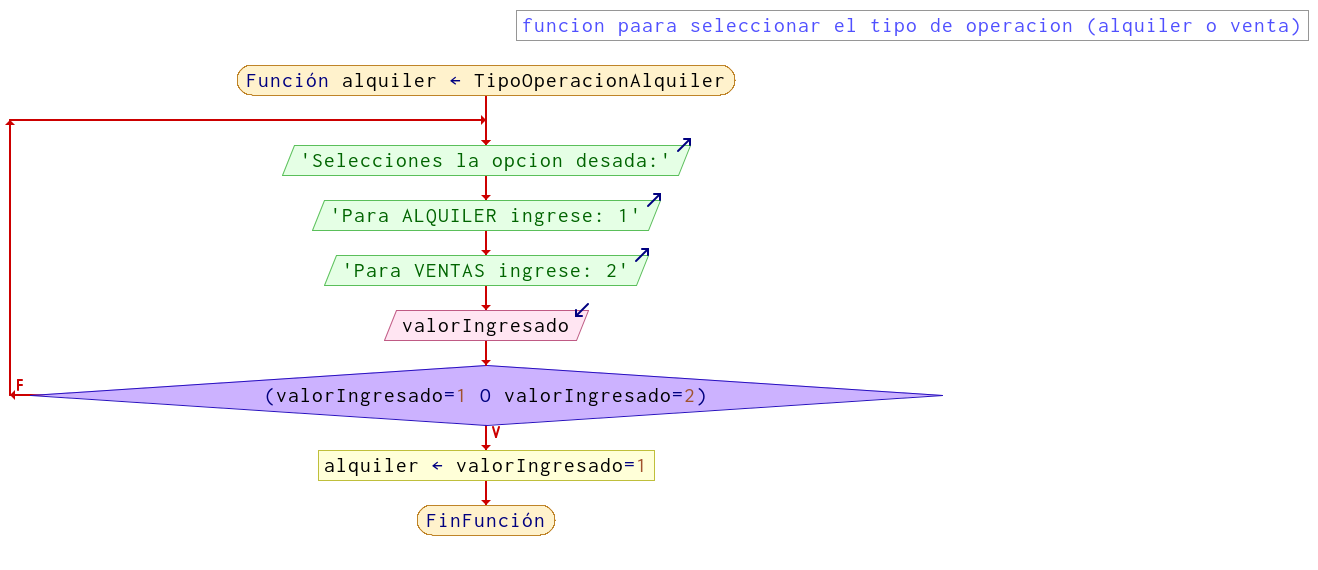 funcion paara seleccionar el tipo de operacion (alquiler o venta)
Función alquiler ← TipoOperacionAlquiler
'Selecciones la opcion desada:'
'Para ALQUILER ingrese: 1'
'Para VENTAS ingrese: 2'
valorIngresado
F
(valorIngresado=1 O valorIngresado=2)
V
alquiler ← valorIngresado=1
FinFunción